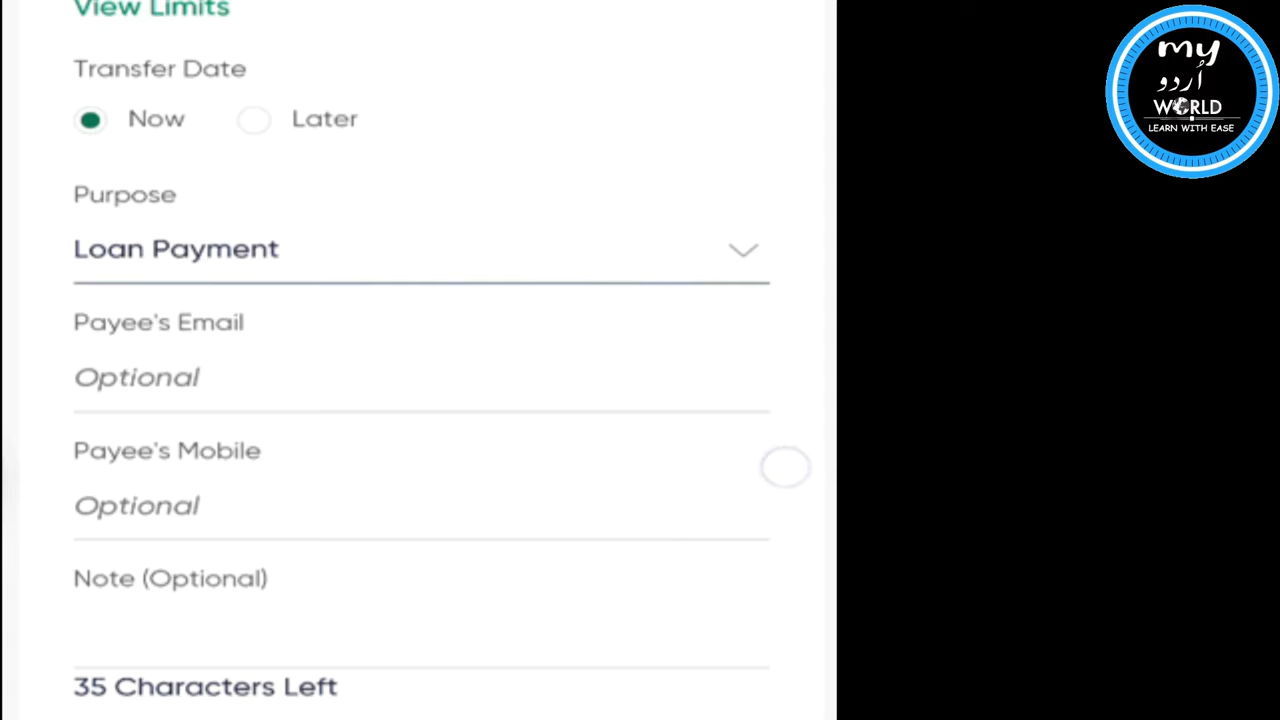 View Limits
Transfer Date
Now
Later
Purpose
Loan Payment
Payee's Email
Optional
Payee's Mobile
Optional
Note (Optional)
35 Characters Left
my
اُردو
WORLD
LEARN WITH EASE